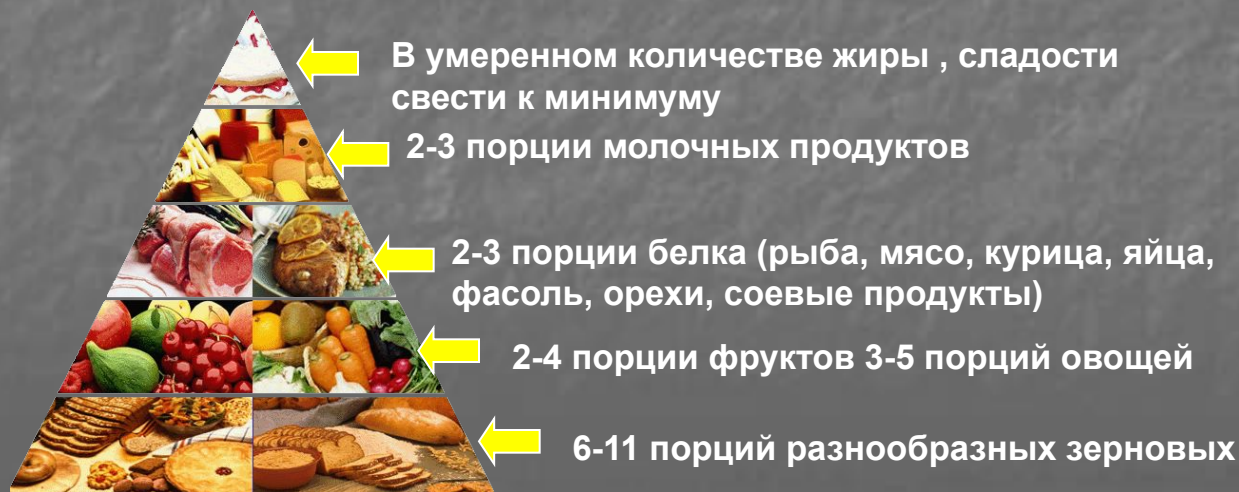 В умеренном количестве жиры , сладости
свести к минимуму
2-3 порции молочных продуктов
2-3 порции белка (рыба, мясо, курица, яйца,
фасоль, орехи, соевые продукты)
2-4 порции фруктов 3-5 порций овощей
6-11 порций разнообразных зерновых